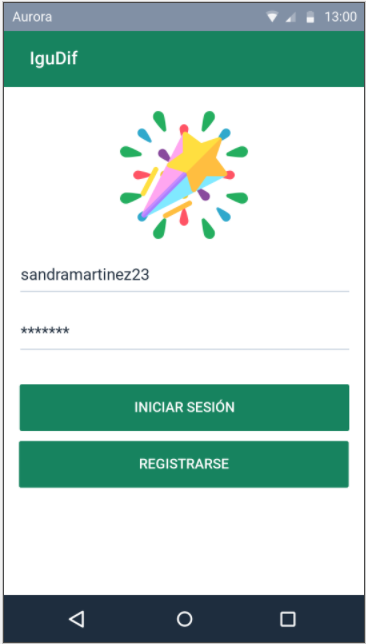 Aurora 13:00
IguDif
sandramartinez23
*******
INICIAR SESIÓN
REGISTRARSE